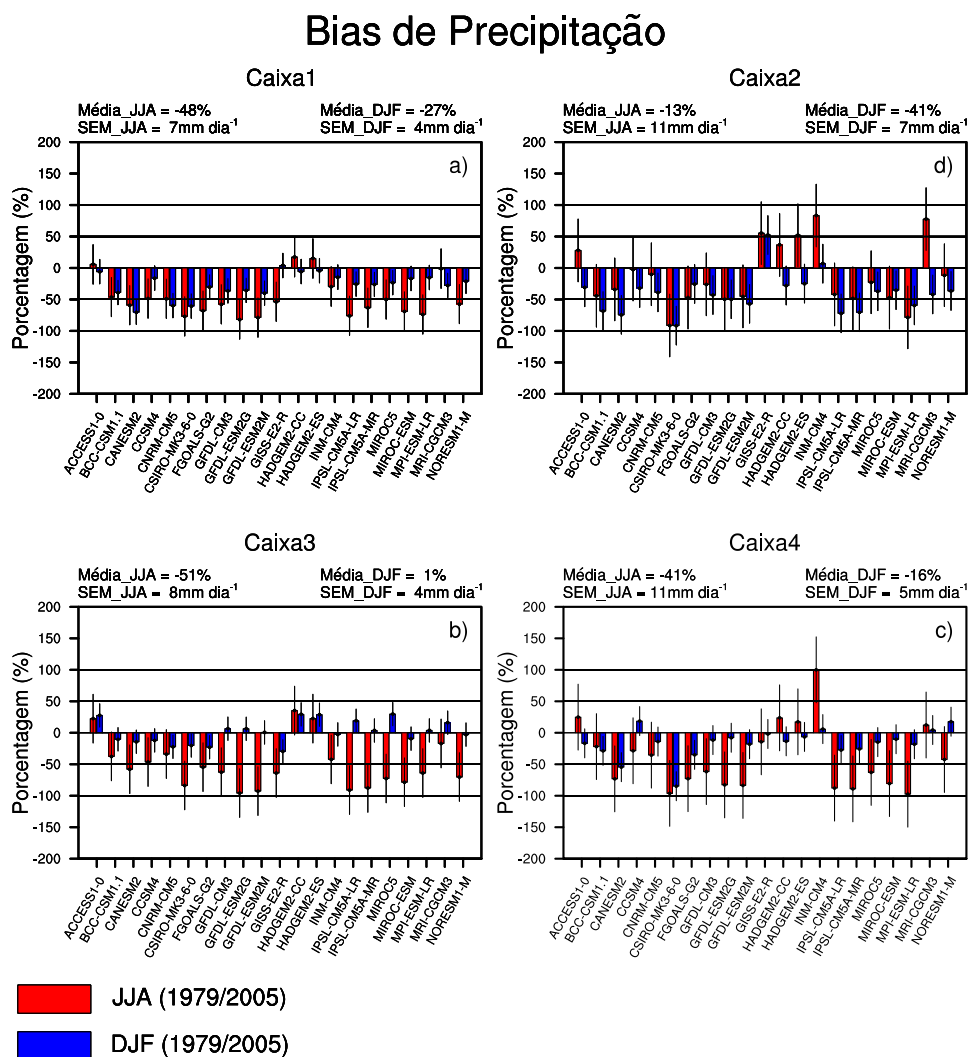 Bias de Precipitação
Caixa1
Média_JJA = -48% Média_DJF = -27%
SEM_JJA = 7mm dia⁻¹ SEM_DJF = 4mm dia⁻¹
a)
Porcentagem (%)
200
150
100
50
0
-50
-100
-150
-200
ACCESS1-0
BCC-CSM1.1
CANESM2
CCSM4
CNRM-CM5
CSIRO-MK3-6-0
FGOALS-G2
GFDL-CM3
GFDL-ESM2G
GFDL-ESM2M
GISS-E2-R
HADGEM2-CC
HADGEM2-ES
INM-CM4
IPSL-CM5A-LR
IPSL-CM5A-MR
MIROC5
MIROC-ESM
MPI-ESM-LR
MRI-CGCM3
NORESM1-M
Caixa2
Média_JJA = -13% Média_DJF = -41%
SEM_JJA = 11mm dia⁻¹ SEM_DJF = 7mm dia⁻¹
d)
Porcentagem (%)
200
150
100
50
0
-50
-100
-150
-200
ACCESS1-0
BCC-CSM1.1
CANESM2
CCSM4
CNRM-CM5
CSIRO-MK3-6-0
FGOALS-G2
GFDL-CM3
GFDL-ESM2G
GFDL-ESM2M
GISS-E2-R
HADGEM2-CC
HADGEM2-ES
INM-CM4
IPSL-CM5A-LR
IPSL-CM5A-MR
MIROC5
MIROC-ESM
MPI-ESM-LR
MRI-CGCM3
NORESM1-M
Caixa3
Média_JJA = -51% Média_DJF = 1%
SEM_JJA = 8mm dia⁻¹ SEM_DJF = 4mm dia⁻¹
b)
Porcentagem (%)
200
150
100
50
0
-50
-100
-150
-200
ACCESS1-0
BCC-CSM1.1
CANESM2
CCSM4
CNRM-CM5
CSIRO-MK3-6-0
FGOALS-G2
GFDL-CM3
GFDL-ESM2G
GFDL-ESM2M
GISS-E2-R
HADGEM2-CC
HADGEM2-ES
INM-CM4
IPSL-CM5A-LR
IPSL-CM5A-MR
MIROC5
MIROC-ESM
MPI-ESM-LR
MRI-CGCM3
NORESM1-M
Caixa4
Média_JJA = -41% Média_DJF = -16%
SEM_JJA = 11mm dia⁻¹ SEM_DJF = 5mm dia⁻¹
c)
Porcentagem (%)
200
150
100
50
0
-50
-100
-150
-200
ACCESS1-0
BCC-CSM1.1
CANESM2
CCSM4
CNRM-CM5
CSIRO-MK3-6-0
FGOALS-G2
GFDL-CM3
GFDL-ESM2G
GFDL-ESM2M
GISS-E2-R
HADGEM2-CC
HADGEM2-ES
INM-CM4
IPSL-CM5A-LR
IPSL-CM5A-MR
MIROC5
MIROC-ESM
MPI-ESM-LR
MRI-CGCM3
NORESM1-M
JJA (1979/2005)
DJF (1979/2005)